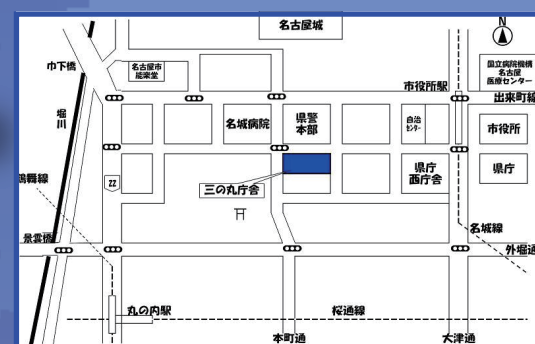 名古屋城
N
巾下橋
名古屋市
能楽堂
市役所駅
国立病院機構
名古屋
医療センター
出来町線
堀川
名城病院
県警
本部
自治
センター
市役所
22
三の丸庁舎
県庁
西庁舎
県庁
鶴舞線
景雲橋
名城線
外堀通
丸の内駅
桜通線
本町通
大津通